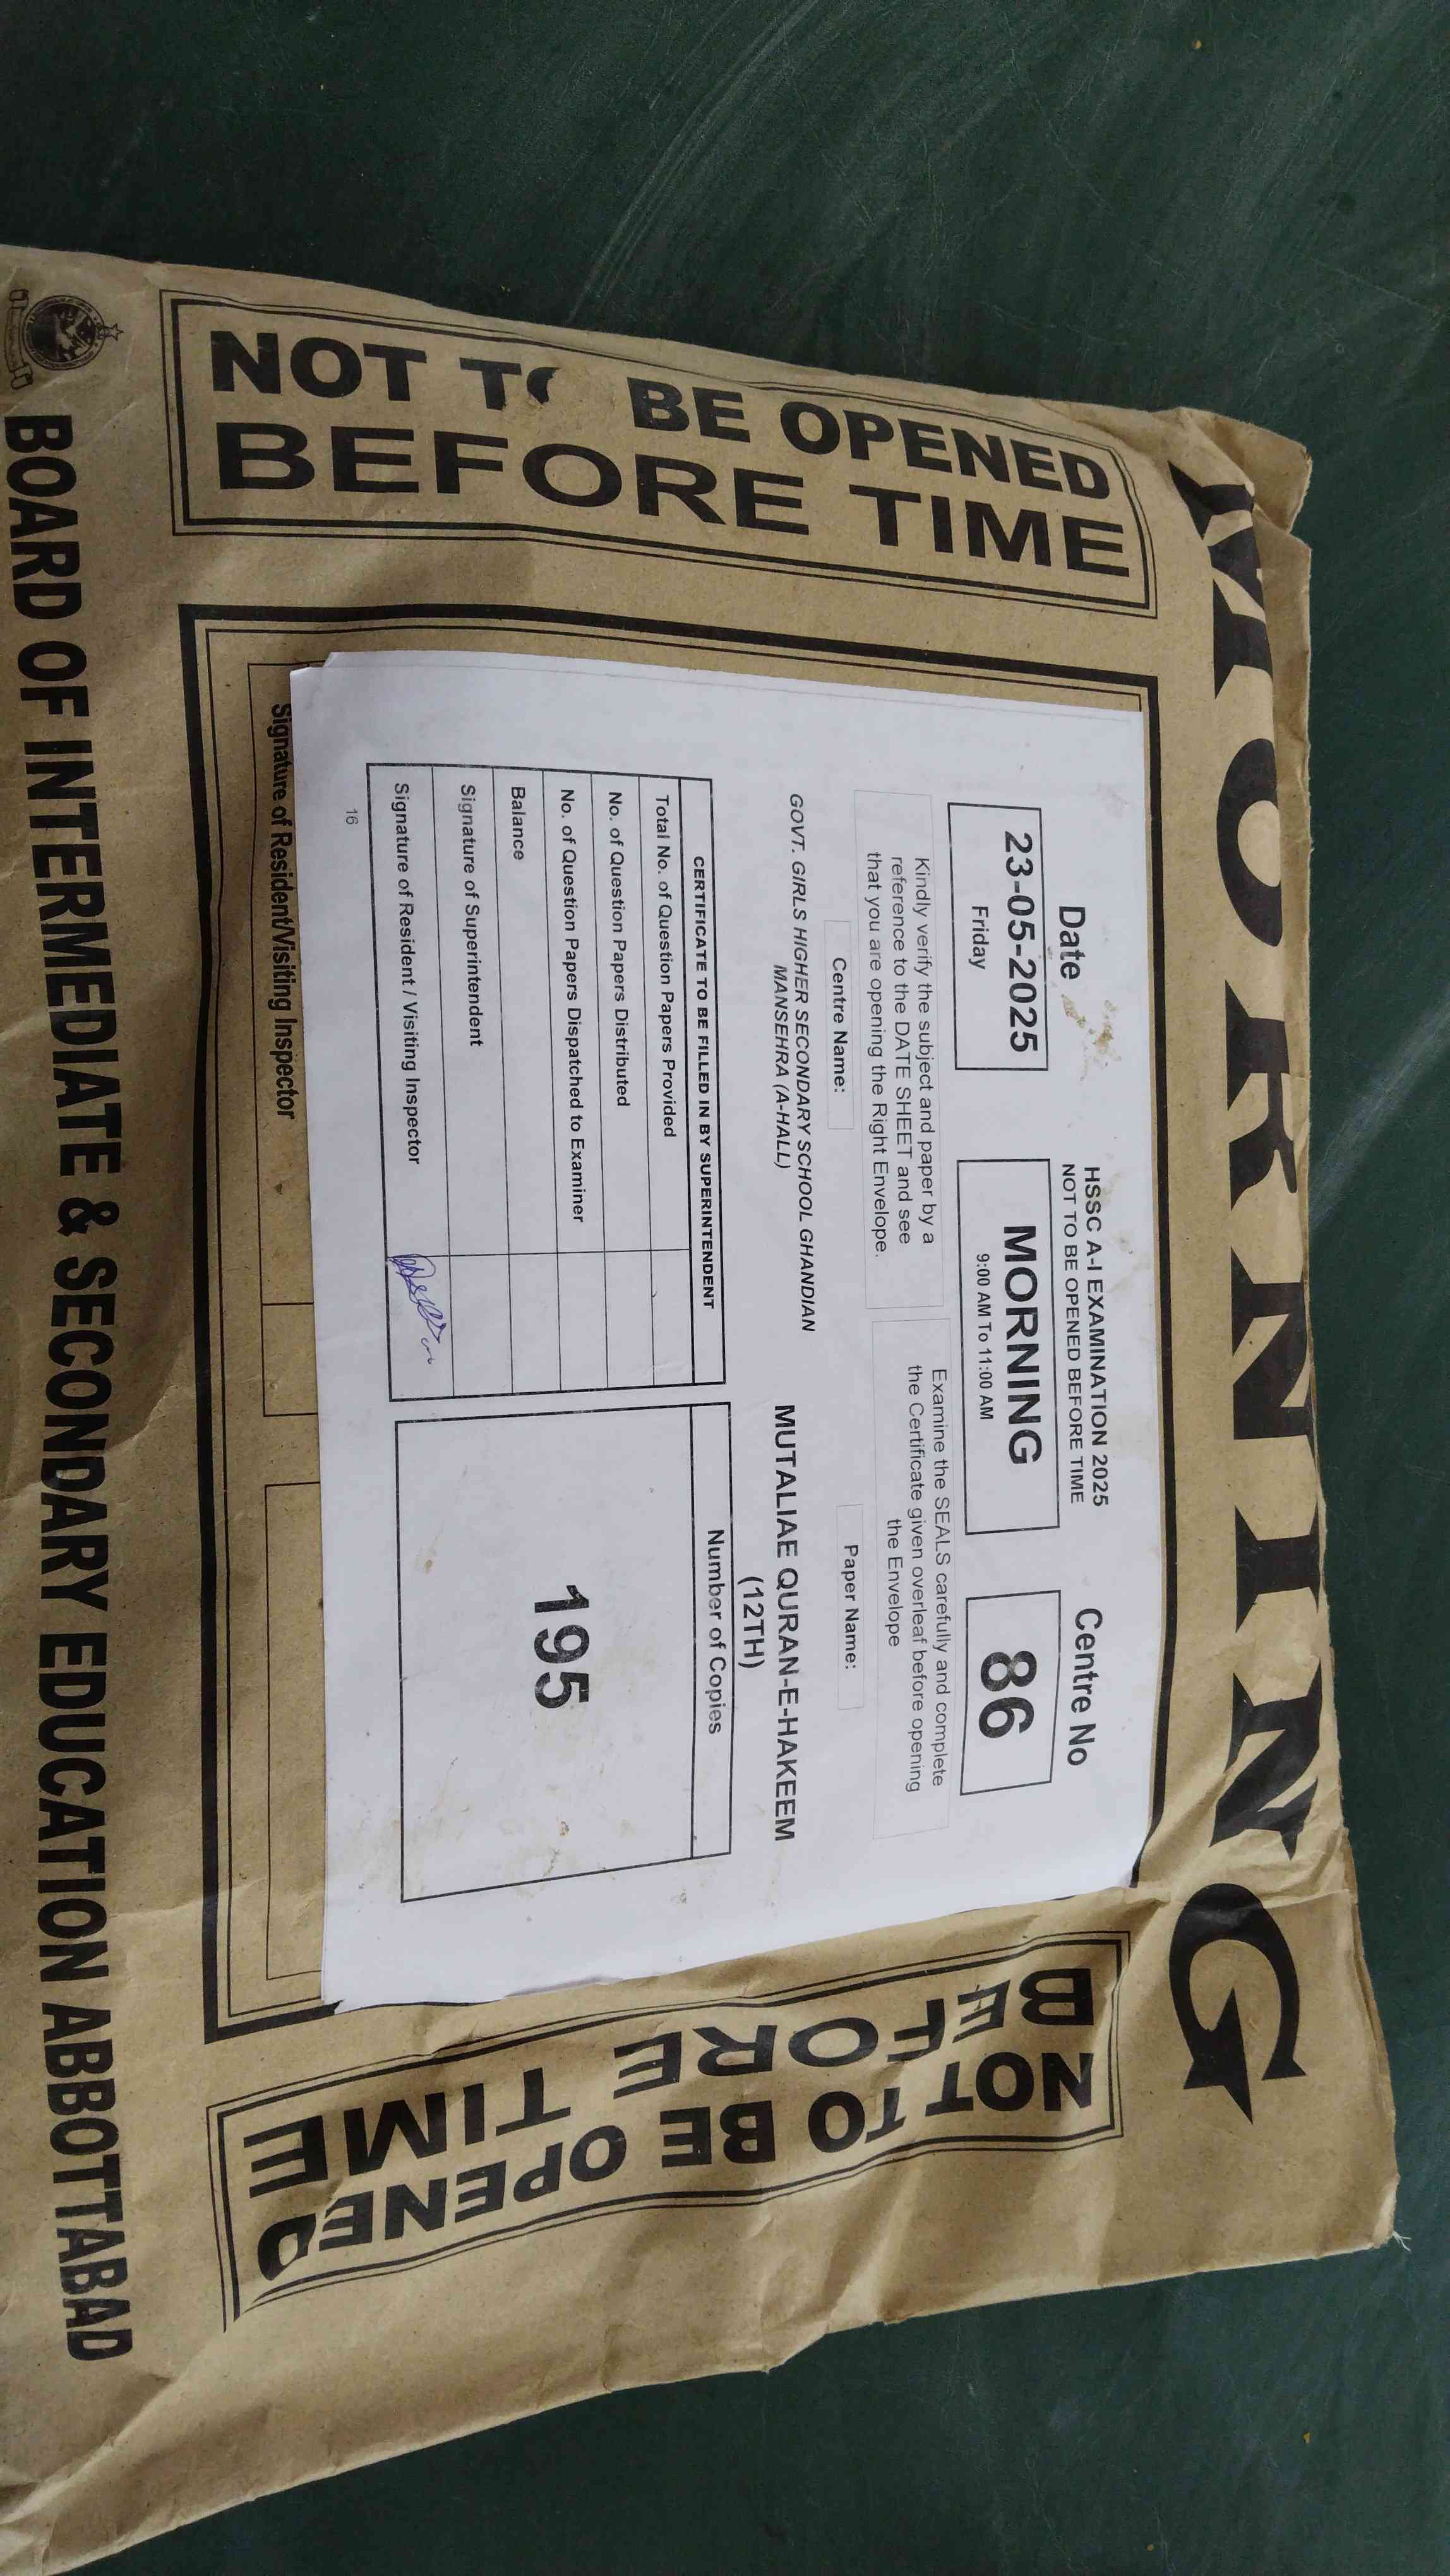 MORNING
NOT TO BE OPENED
BEFORE TIME
Date
23-05-2025
Friday
HSSC A-I EXAMINATION 2025
NOT TO BE OPENED BEFORE TIME
MORNING
9:00 AM To 11:00 AM
Centre No
86
Kindly verify the subject and paper by a
reference to the DATE SHEET and see
that you are opening the Right Envelope.
Examine the SEALS carefully and complete
the Certificate given overleaf before opening
the Envelope
Centre Name:
GOVT. GIRLS HIGHER SECONDARY SCHOOL GHANDIAN
MANSEHRA (A-HALL)
Paper Name:
MUTALIAE QURAN-E-HAKEEM
(12TH)
CERTIFICATE TO BE FILLED IN BY SUPERINTENDENT
Total No. of Question Papers Provided
No. of Question Papers Distributed
No. of Question Papers Dispatched to Examiner
Balance
Signature of Superintendent
Signature of Resident / Visiting Inspector
Number of Copies
195
16
Signature of Resident/Visiting Inspector
NOT TO BE OPENED
BEFORE TIME
BOARD OF INTERMEDIATE & SECONDARY EDUCATION ABBOTTABAD